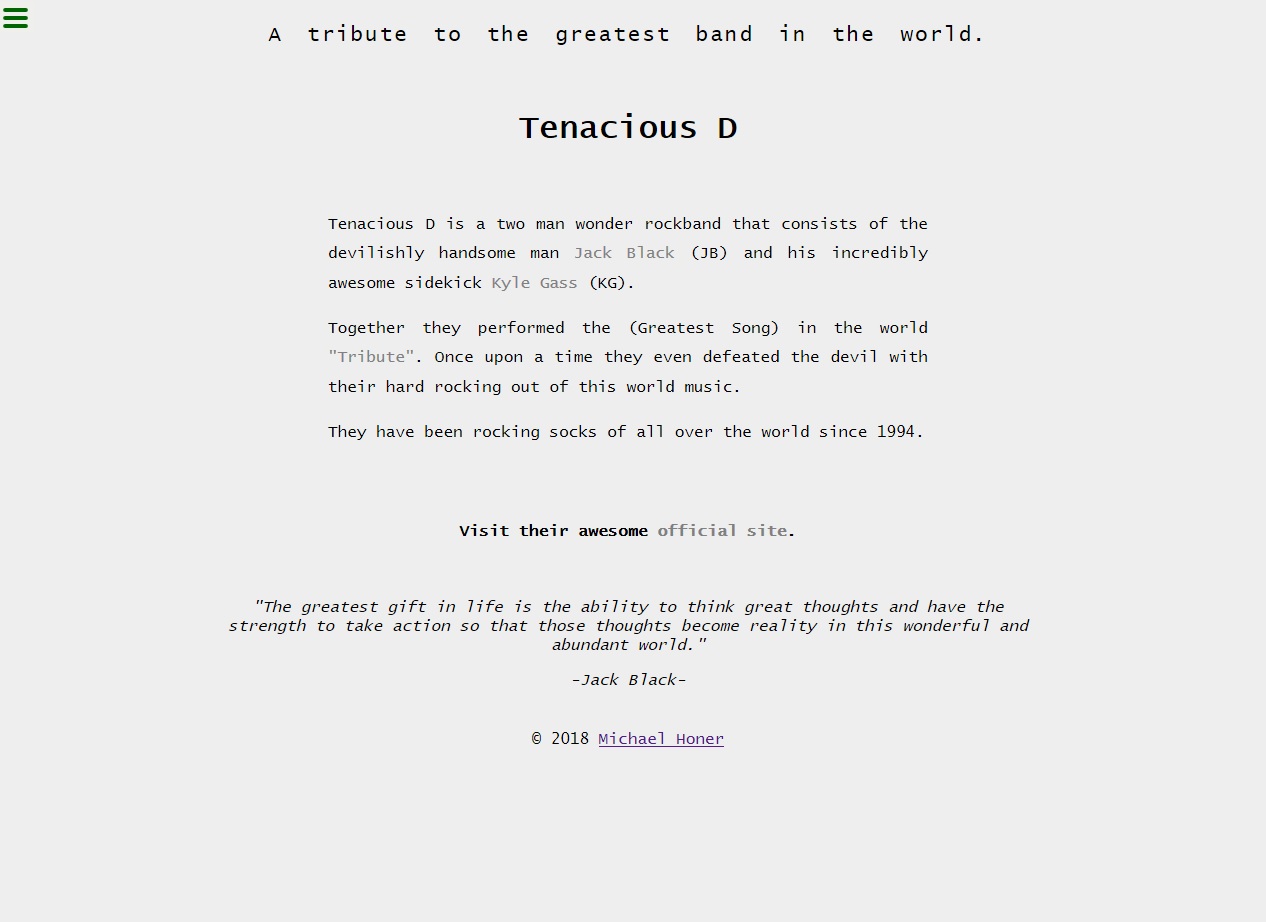 A tribute to the greatest band in the world.
Tenacious D
Tenacious D is a two man wonder rockband that consists of the
devilishly handsome man Jack Black (JB) and his incredibly
awesome sidekick Kyle Gass (KG).
Together they performed the (Greatest Song) in the world
"Tribute". Once upon a time they even defeated the devil with
their hard rocking out of this world music.
They have been rocking socks of all over the world since 1994.
Visit their awesome official site.
"The greatest gift in life is the ability to think great thoughts and have the
strength to take action so that those thoughts become reality in this wonderful and
abundant world."
-Jack Black-
© 2018 Michael Honer